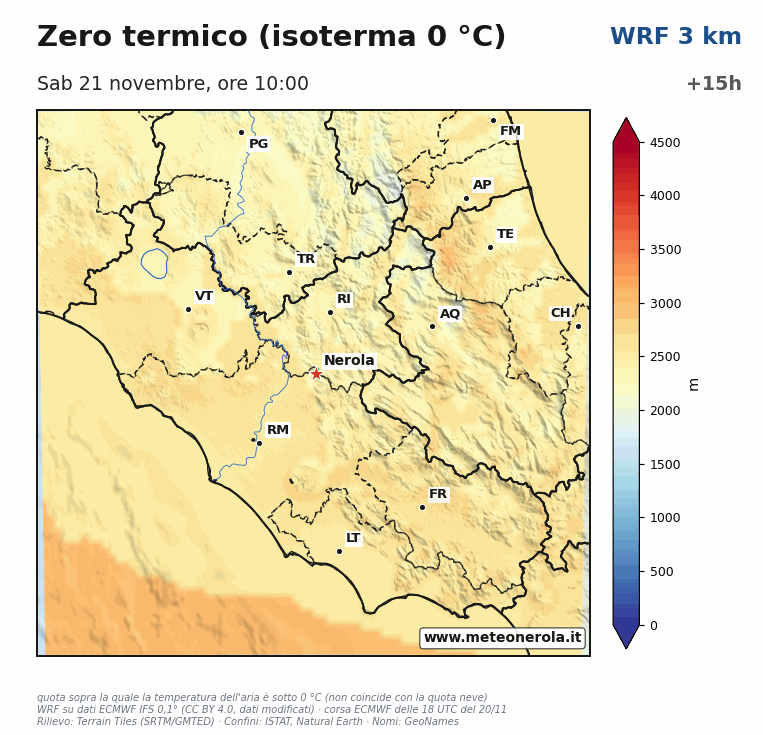 Zero termico (isoterma 0 °C)
WRF 3 km
Sab 21 novembre, ore 10:00
+15h
FM
PG
AP
TE
TR
VT
RI
AQ
CH
Nerola
RM
FR
LT
www.meteonerola.it
4500
4000
3500
3000
2500
2000
1500
1000
500
0
m
quota sopra la quale la temperatura dell'aria è sotto 0 °C (non coincide con la quota neve)
WRF su dati ECMWF IFS 0,1° (CC BY 4.0, dati modificati) · corsa ECMWF delle 18 UTC del 20/11
Rilievo: Terrain Tiles (SRTM/GMTED) · Confini: ISTAT, Natural Earth · Nomi: GeoNames